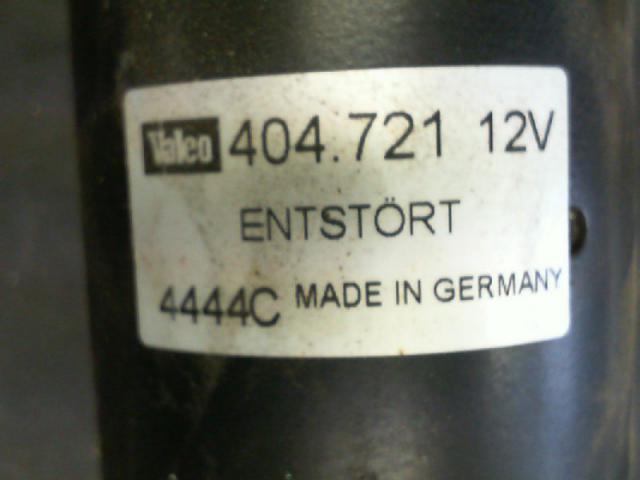 Valeo 404.721 12V
ENTSTÖRT
4444C MADE IN GERMANY